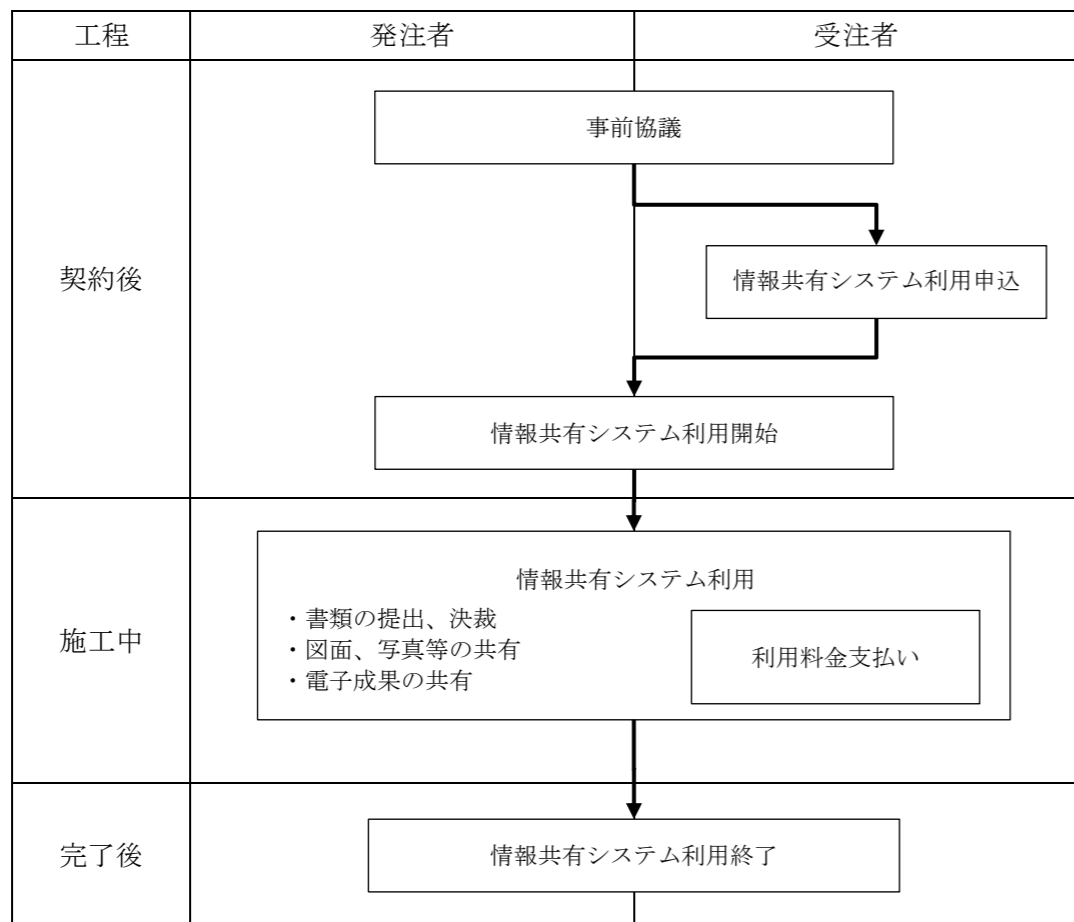 工程 発注者 受注者
事前協議
契約後
情報共有システム利用申込
情報共有システム利用開始
施工中
情報共有システム利用
・書類の提出、決裁
・図面、写真等の共有
・電子成果の共有
利用料金支払い
完了後
情報共有システム利用終了